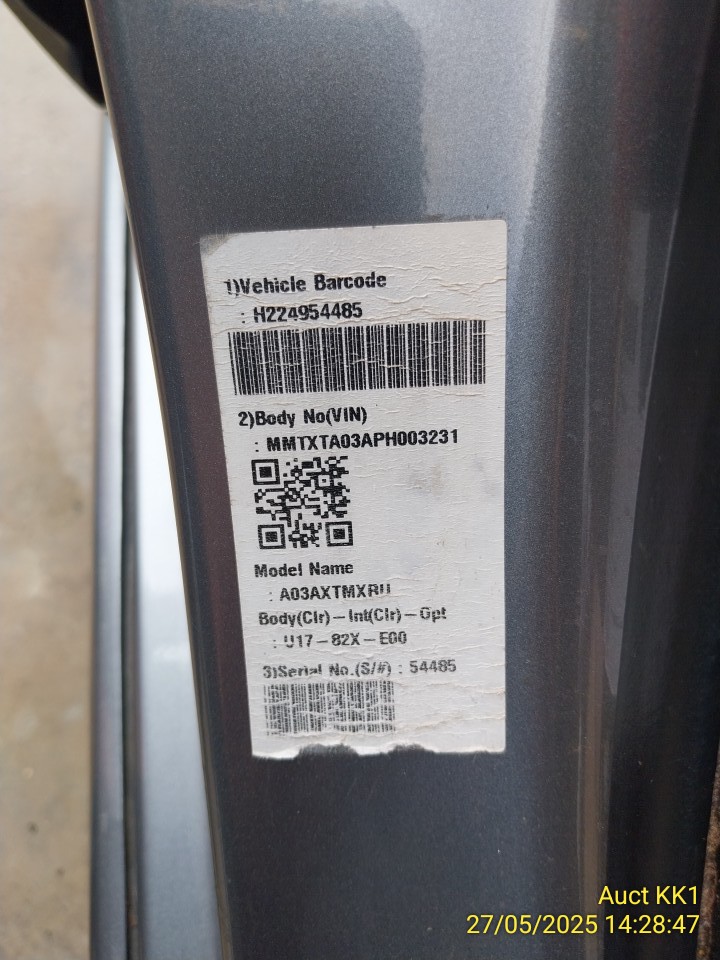 1)Vehicle Barcode
: H224954485
2)Body No(VIN)
: MMTXTA03APH003231
Model Name
: A03AXTMXRU
Body(Clr)-Int(Clr)-Opt
: U17-82X-E00
3)Serial No.(S/#) : 54485
Auct KK1
27/05/2025 14:28:47